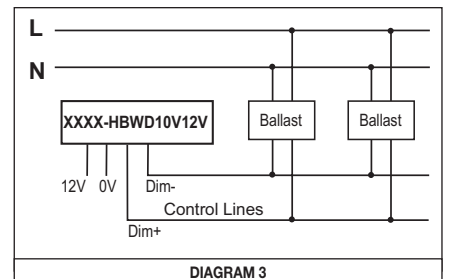 L
N
XXXX-HBWD10V12V
Ballast
Ballast
12V 0V Dim-
Control Lines
Dim+
DIAGRAM 3